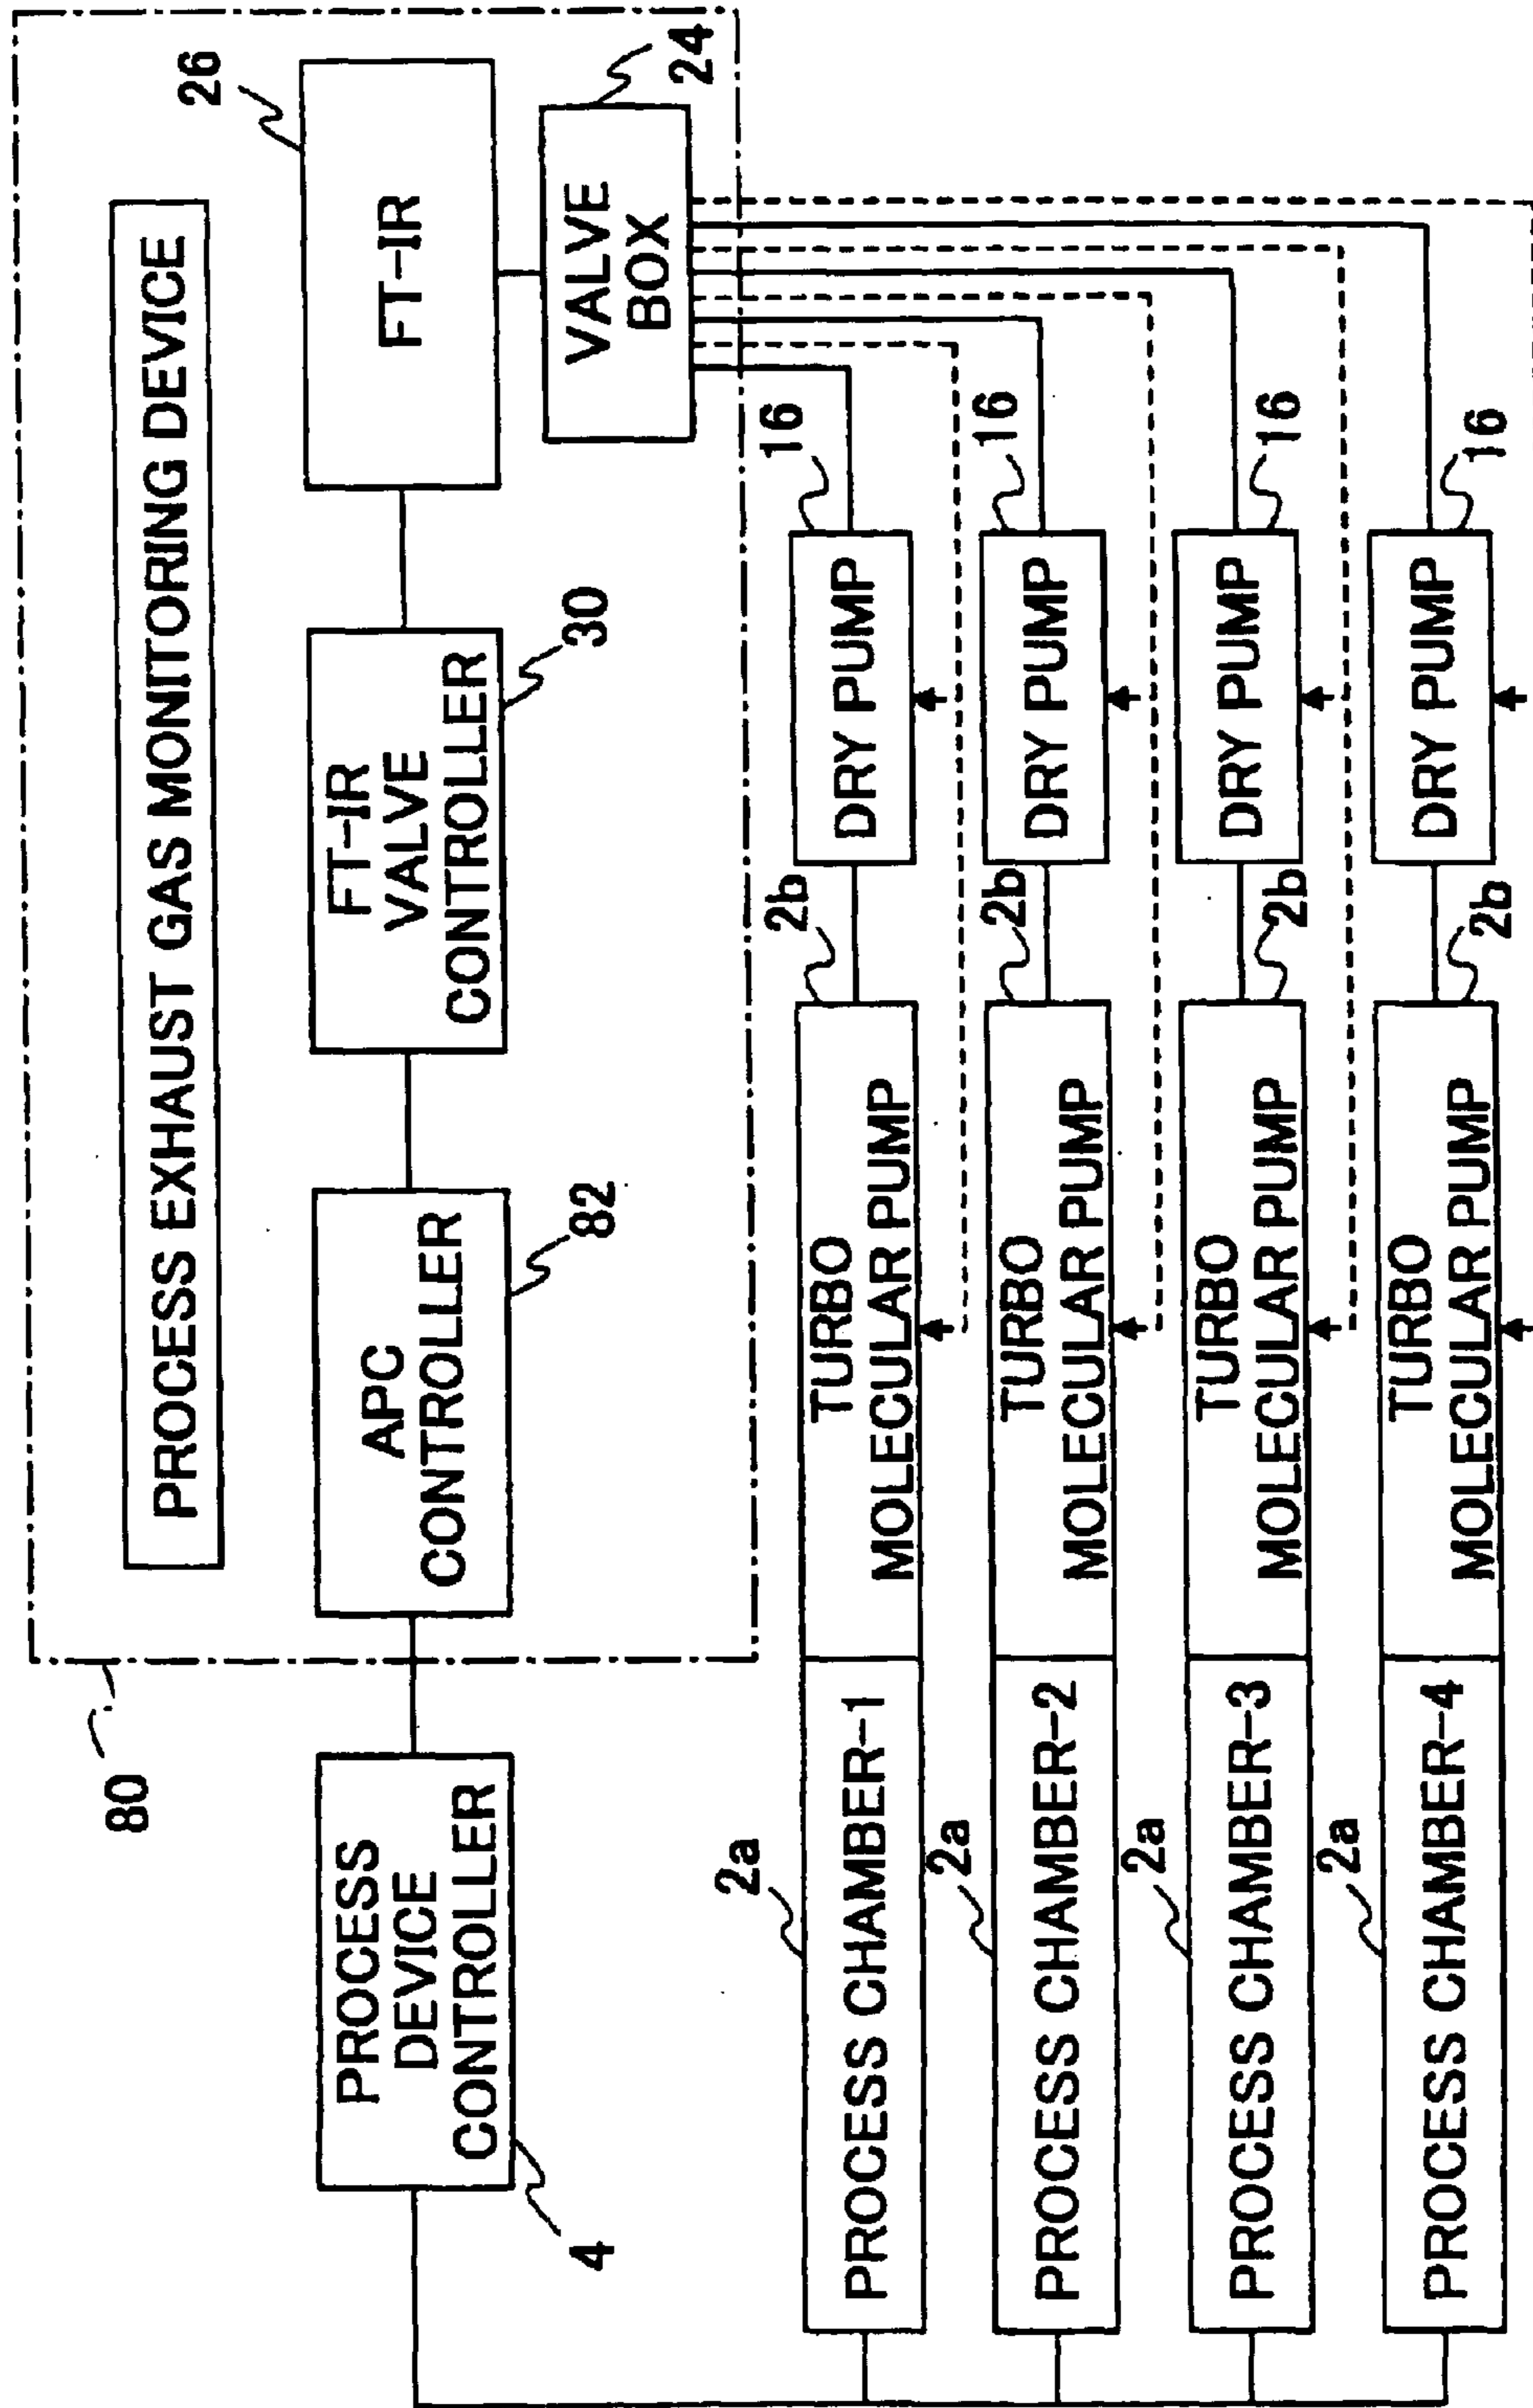 PROCESS EXHAUST GAS MONITORING DEVICE
80
26
PROCESS
DEVICE
CONTROLLER
4
APC
CONTROLLER
82
FT-IR
VALVE
CONTROLLER
30
FT-IR
VALVE
BOX
24
2a
PROCESS CHAMBER-1
TURBO
MOLECULAR PUMP
2b
DRY PUMP
16
2a
PROCESS CHAMBER-2
TURBO
MOLECULAR PUMP
2b
DRY PUMP
16
2a
PROCESS CHAMBER-3
TURBO
MOLECULAR PUMP
2b
DRY PUMP
16
2a
PROCESS CHAMBER-4
TURBO
MOLECULAR PUMP
2b
DRY PUMP
16